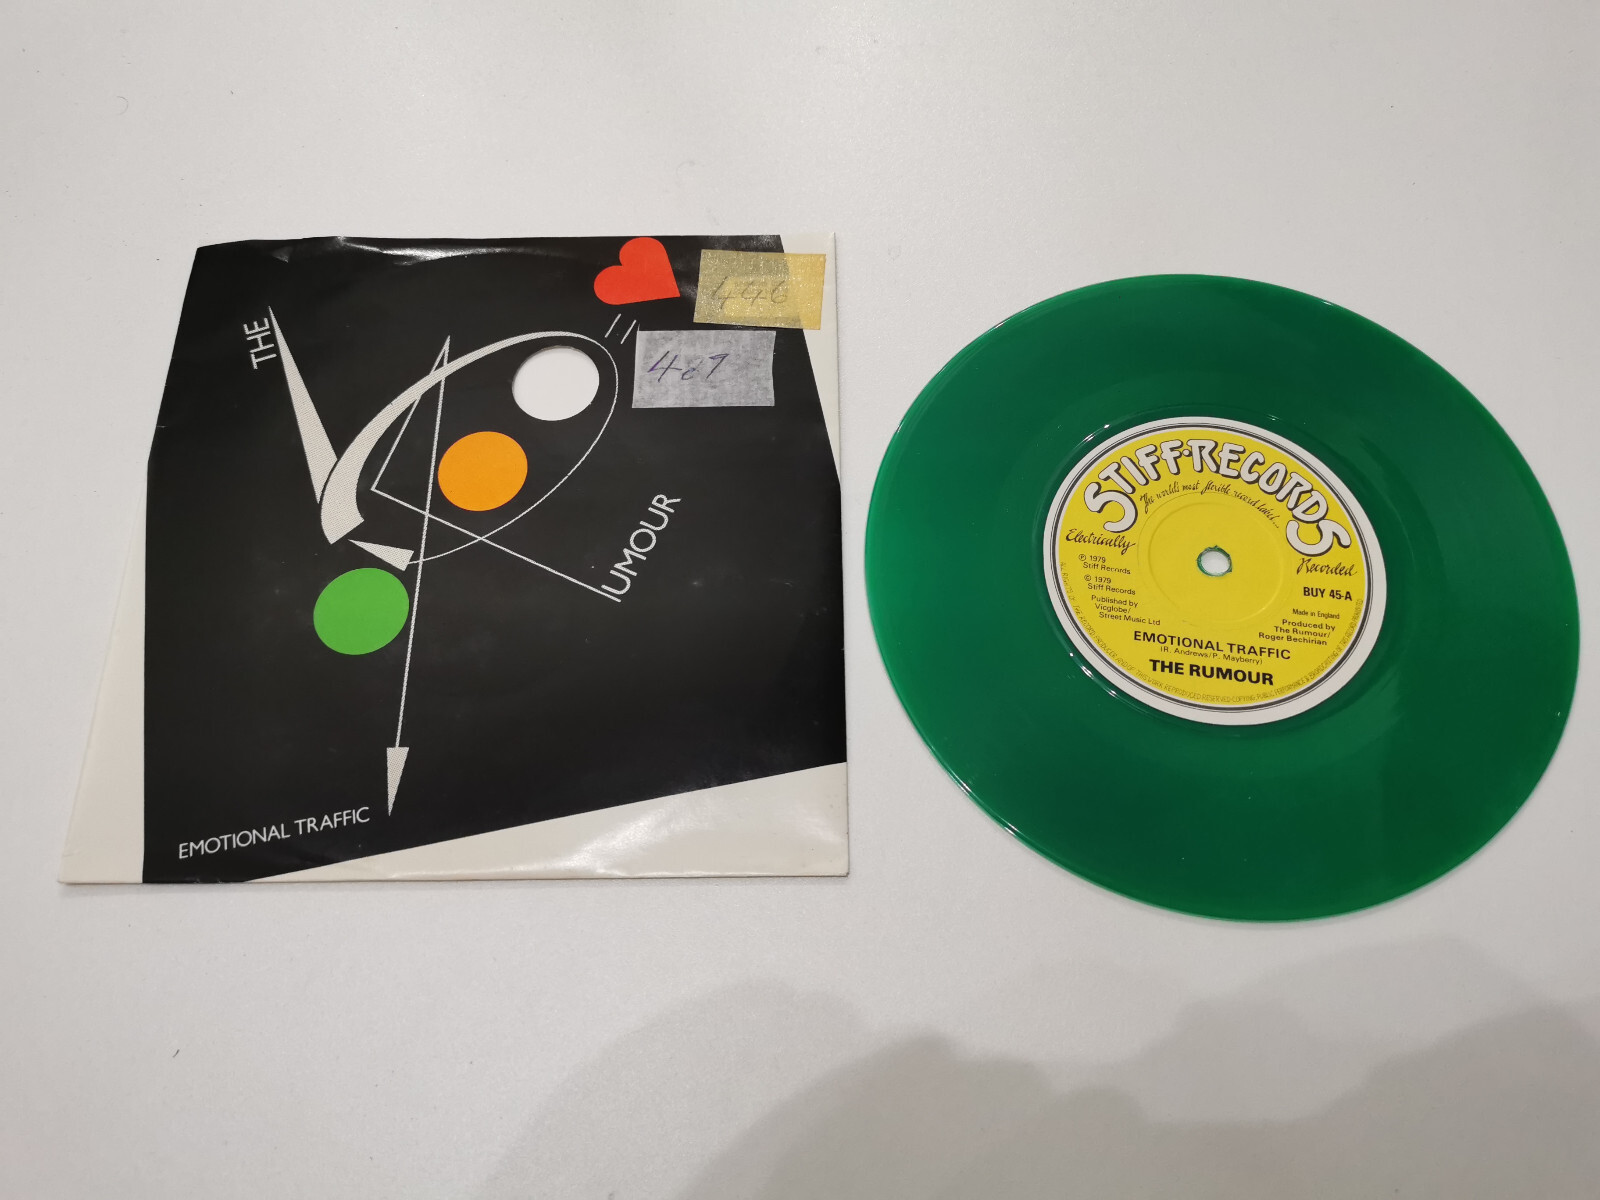 THE
RUMOUR
446
4c9
EMOTIONAL TRAFFIC
STIFF·RECORDS
The world's most flexible record label...
Electrically
Recorded
℗ 1979
Stiff Records
© 1979
Stiff Records
Published by
Vicglobe/
Street Music Ltd
BUY 45-A
Made in England
Produced by
The Rumour/
Roger Bechirian
EMOTIONAL TRAFFIC
(R. Andrews/P. Mayberry)
THE RUMOUR